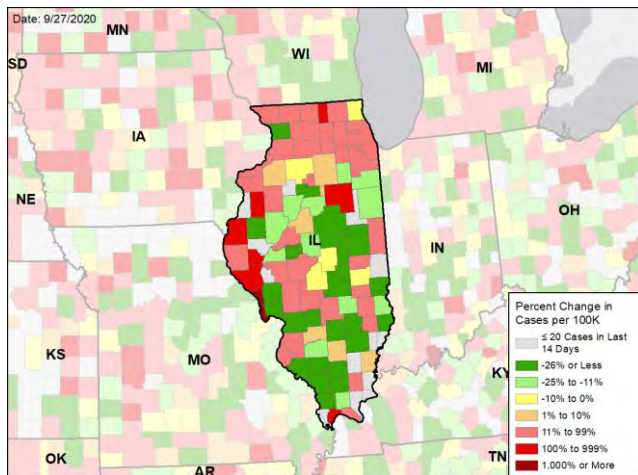 Date: 9/27/2020
MN
SD
WI
MI
IA
NE
OH
IL
IN
KS
MO
KY
OK
AR
TN
Percent Change in
Cases per 100K
≤ 20 Cases in Last
14 Days
-26% or Less
-25% to -11%
-10% to 0%
1% to 10%
11% to 99%
100% to 999%
1,000% or More